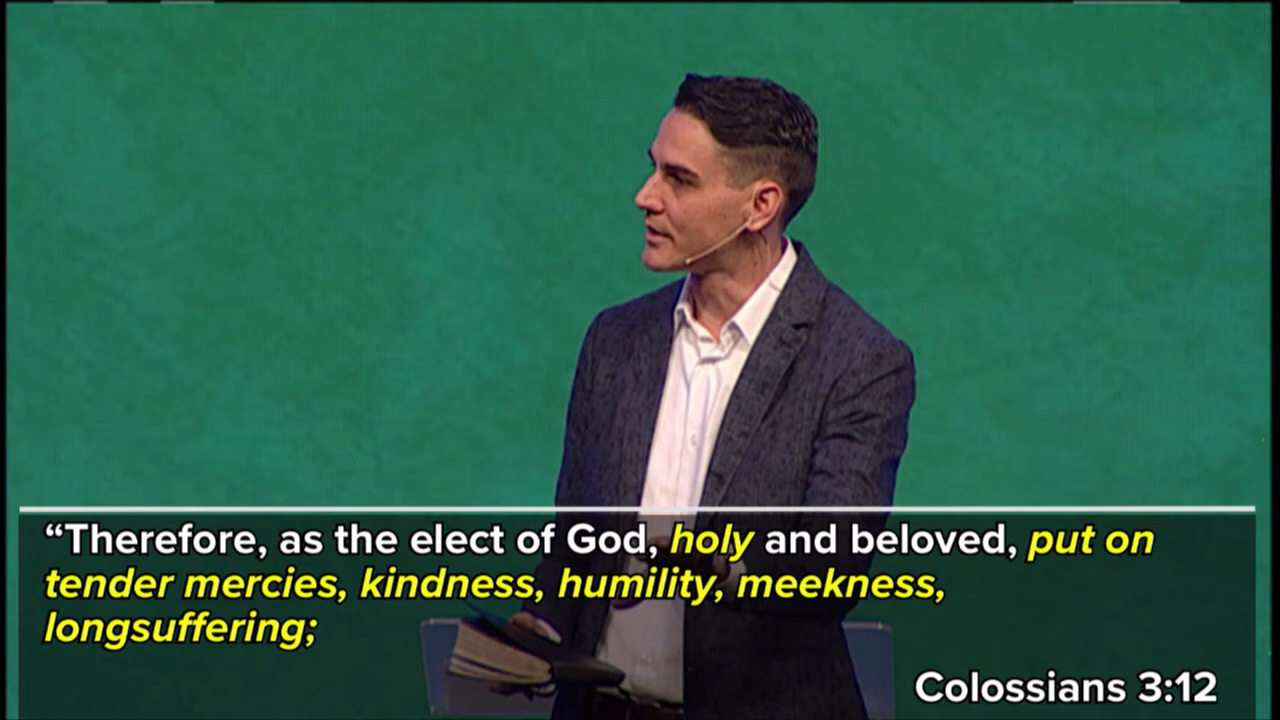 “Therefore, as the elect of God, holy and beloved, put on
tender mercies, kindness, humility, meekness,
longsuffering;
Colossians 3:12